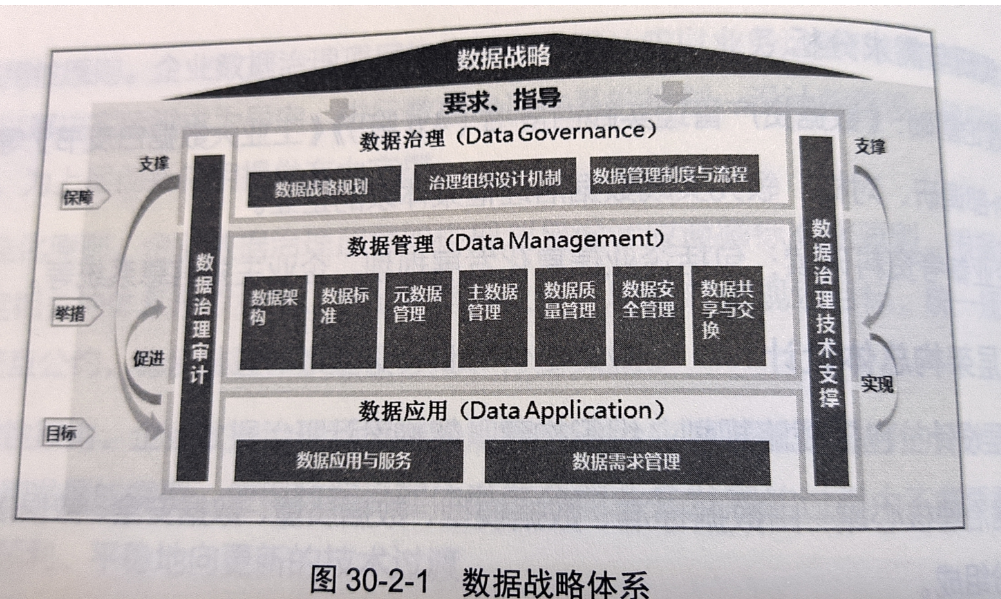 数据战略
要求、指导
数据治理（Data Governance）
支撑
支撑
保障
数据战略规划
治理组织设计机制
数据管理制度与流程
数据管理（Data Management）
数据治理审计
数据治理技术支撑
举措
数据架
构
数据标
准
元数据
管理
主数据
管理
数据质
量管理
数据安
全管理
数据共
享与交
换
促进
实现
目标
数据应用（Data Application）
数据应用与服务
数据需求管理
图 30-2-1 数据战略体系